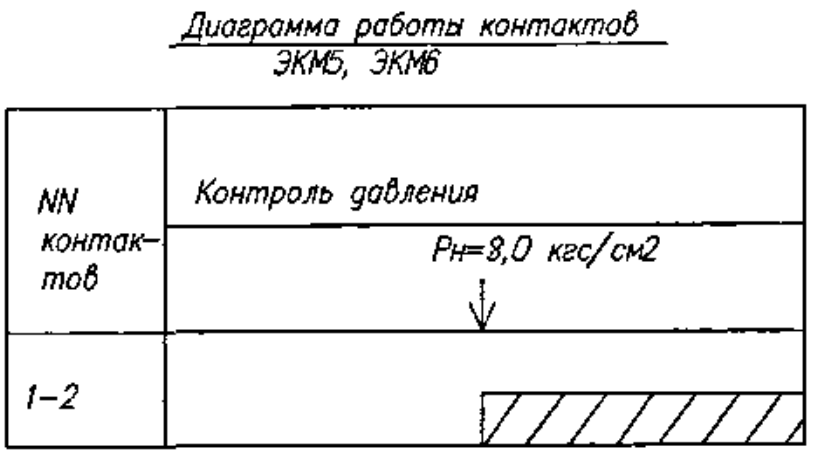 Диаграмма работы контактов
ЭКМ5, ЭКМ6
NN
контак-
тов
Контроль давления
Рн=8,0 кгс/см2
1-2